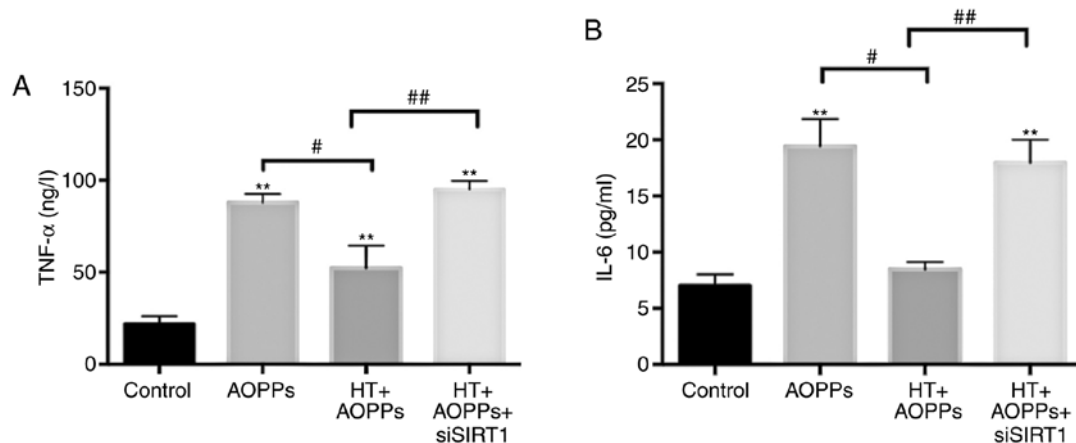 A
TNF-α (ng/l)
150
100
50
0
**
**
**
#
##
Control
AOPPs
HT+
AOPPs
HT+
AOPPs+
siSIRT1
B
IL-6 (pg/ml)
25
20
15
10
5
0
**
**
#
##
Control
AOPPs
HT+
AOPPs
HT+
AOPPs+
siSIRT1